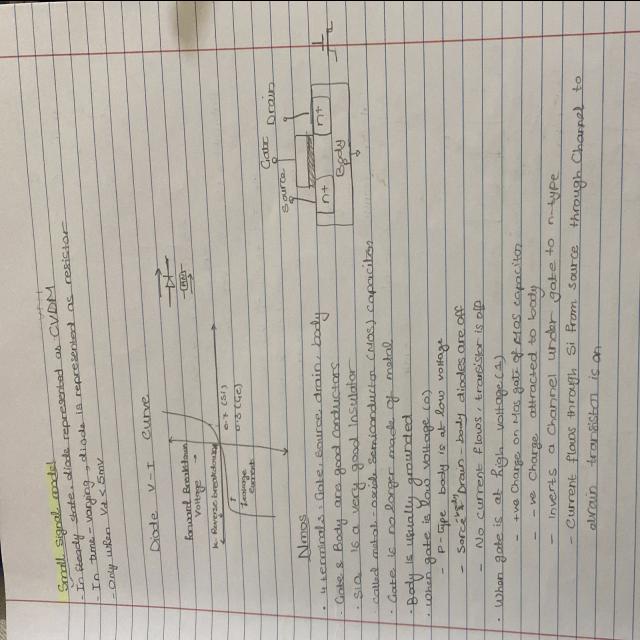 Small signal model
- In steady state, diode represented as CVDM
- In time-varying → diode is represented as resistor
- Only when Vd < 5mV
Diode V-I Curve
Forward Breakdown
Voltage →
Reverse breakdown
Leakage
Current
0.7 (Si)
0.3 (Ge)
Nmos
• 4 terminals: Gate, source, drain, body
• Gate & Body are good conductors
• SiO2 is a very good insulator
• Called metal-oxide Semiconductor (MOS) capacitor
• Gate is no longer made of metal
• Body is usually grounded
• When gate is low voltage (0)
- P-type body is at low voltage
- Source-body & Drain-body diodes are off
- No current flows, transistor is off
• When gate is at high voltage (1)
- +ve Charge on MOS gate of MOS capacitor
- -ve Charge attracted to body
- Inverts a Channel under gate to n-type
- Current flows through Si from source through Channel to
drain transistor is on
Source
Gate
Drain
n+
n+
Body